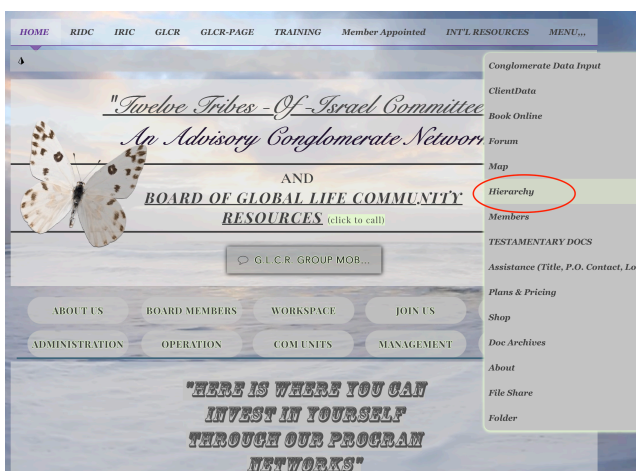 HOME RIDC IRIC GLCR GLCR-PAGE TRAINING Member Appointed INT'L RESOURCES MENU,,,
"Twelve Tribes - Of - Israel Committee
An Advisory Conglomerate Networ
AND
BOARD OF GLOBAL LIFE COMMUNITY
RESOURCES (click to call)
G.L.C.R. GROUP MOB...
ABOUT US BOARD MEMBERS WORKSPACE JOIN US
ADMINISTRATION OPERATION COM UNITS MANAGEMENT
"HERE IS WHERE YOU CAN
INVEST IN YOURSELF
THROUGH OUR PROGRAM
NETWORKS"
Conglomerate Data Input
ClientData
Book Online
Forum
Map
Hierarchy
Members
TESTAMENTARY DOCS
Assistance (Title, P.O. Contact, Lo
Plans & Pricing
Shop
Doc Archives
About
File Share
Folder